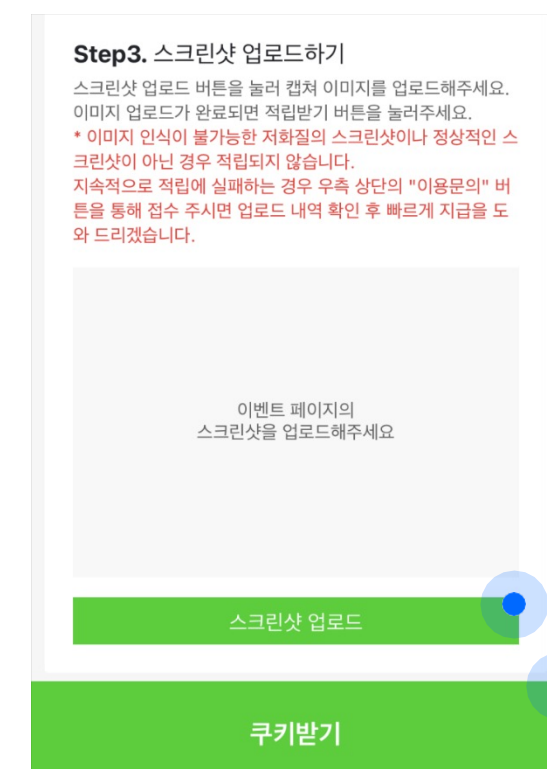 Step3. 스크린샷 업로드하기
스크린샷 업로드 버튼을 눌러 캡쳐 이미지를 업로드해주세요.
이미지 업로드가 완료되면 적립받기 버튼을 눌러주세요.
* 이미지 인식이 불가능한 저화질의 스크린샷이나 정상적인 스
크린샷이 아닌 경우 적립되지 않습니다.
지속적으로 적립에 실패하는 경우 우측 상단의 "이용문의" 버
튼을 통해 접수 주시면 업로드 내역 확인 후 빠르게 지급을 도
와 드리겠습니다.
이벤트 페이지의
스크린샷을 업로드해주세요
스크린샷 업로드
쿠키받기